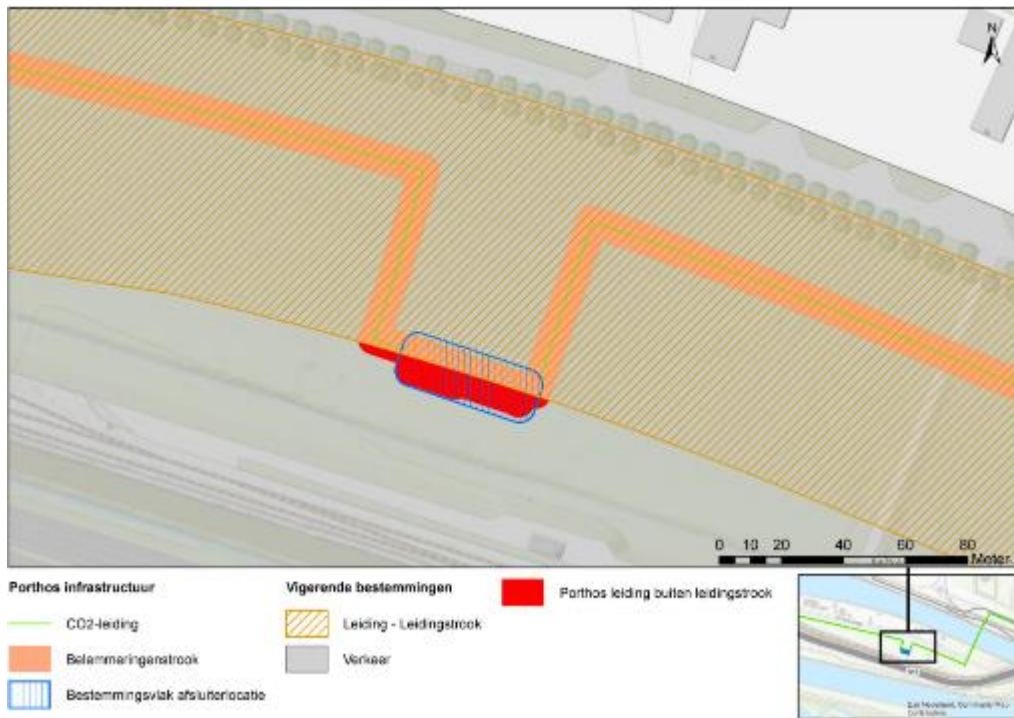 N
0 10 20 40 60 80
Meter
Porthos infrastructuur
CO2-leiding
Belemmeringenstrook
Bestemmingsvlak afsluiterlocatie
Vigerende bestemmingen
Leiding - Leidingstrook
Verkeer
Porthos leiding buiten leidingstrook